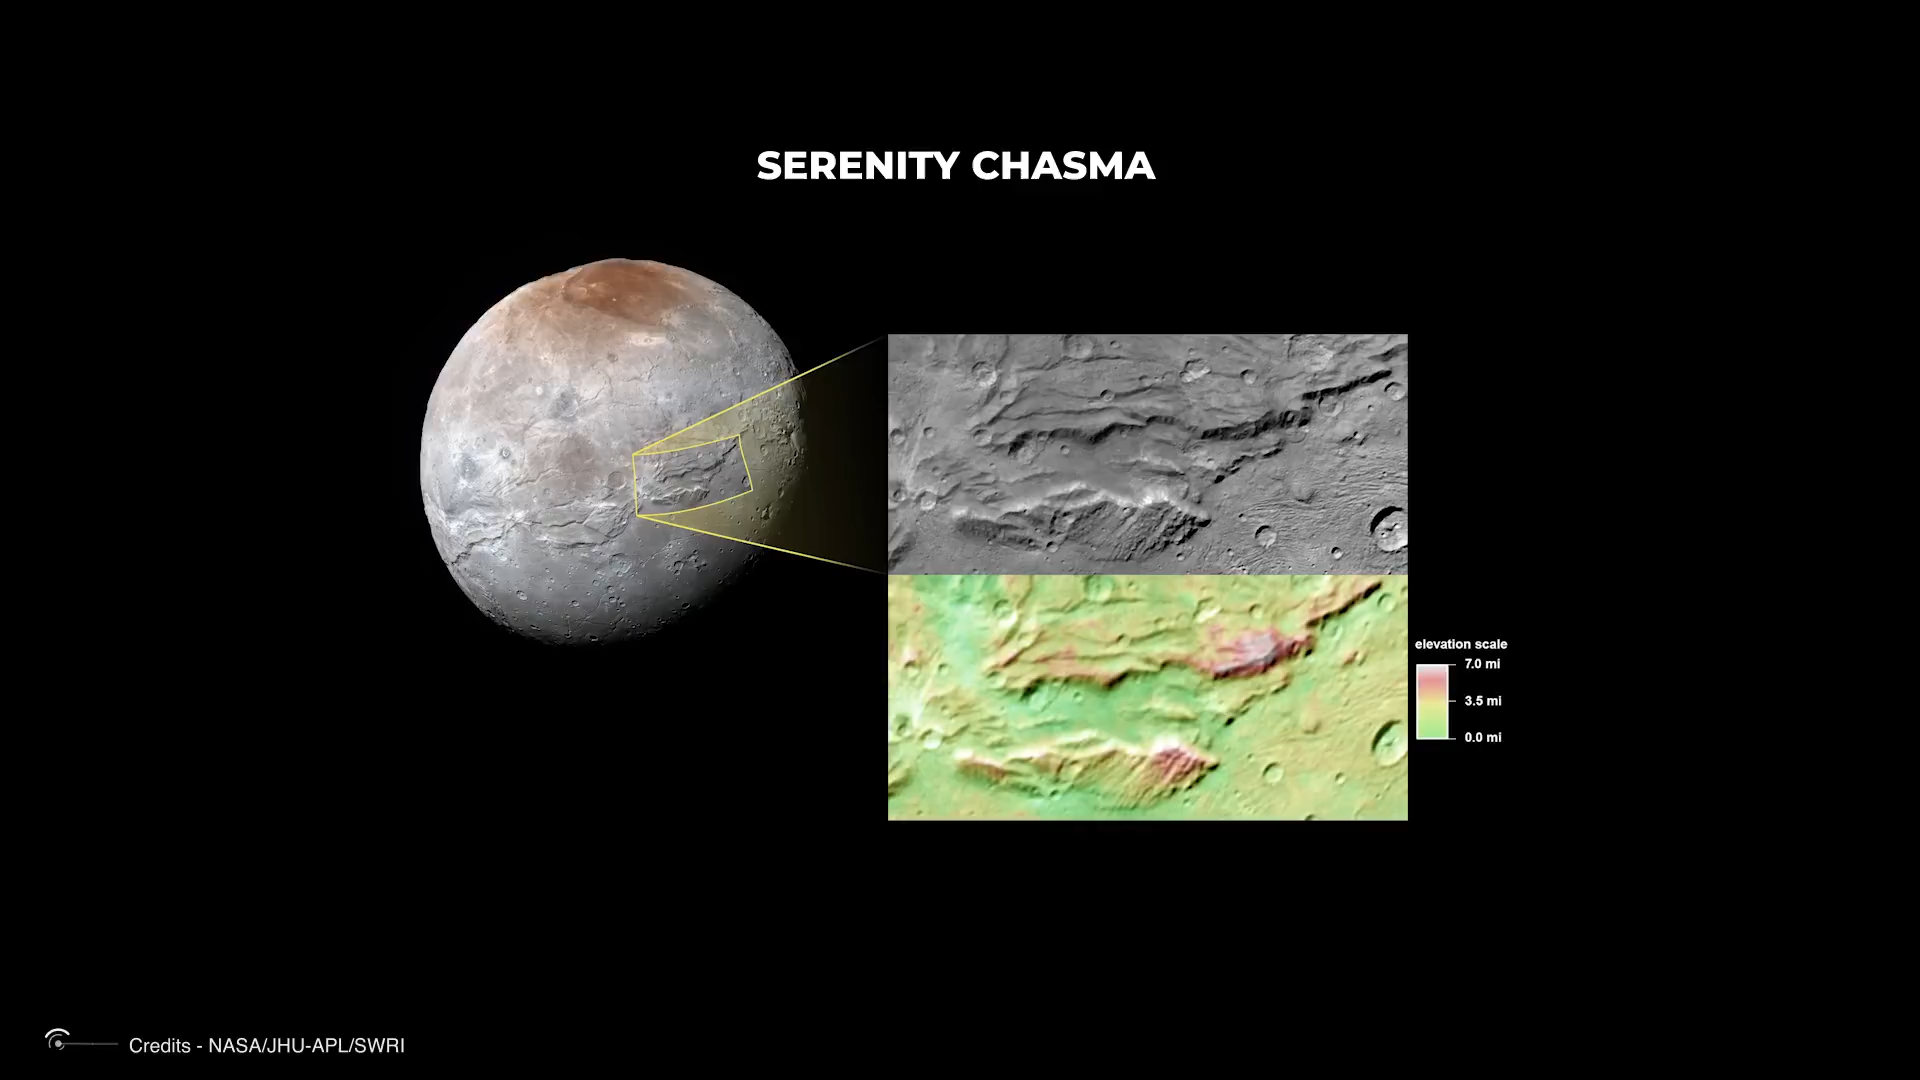 SERENITY CHASMA
elevation scale
7.0 mi
3.5 mi
0.0 mi
Credits - NASA/JHU-APL/SWRI